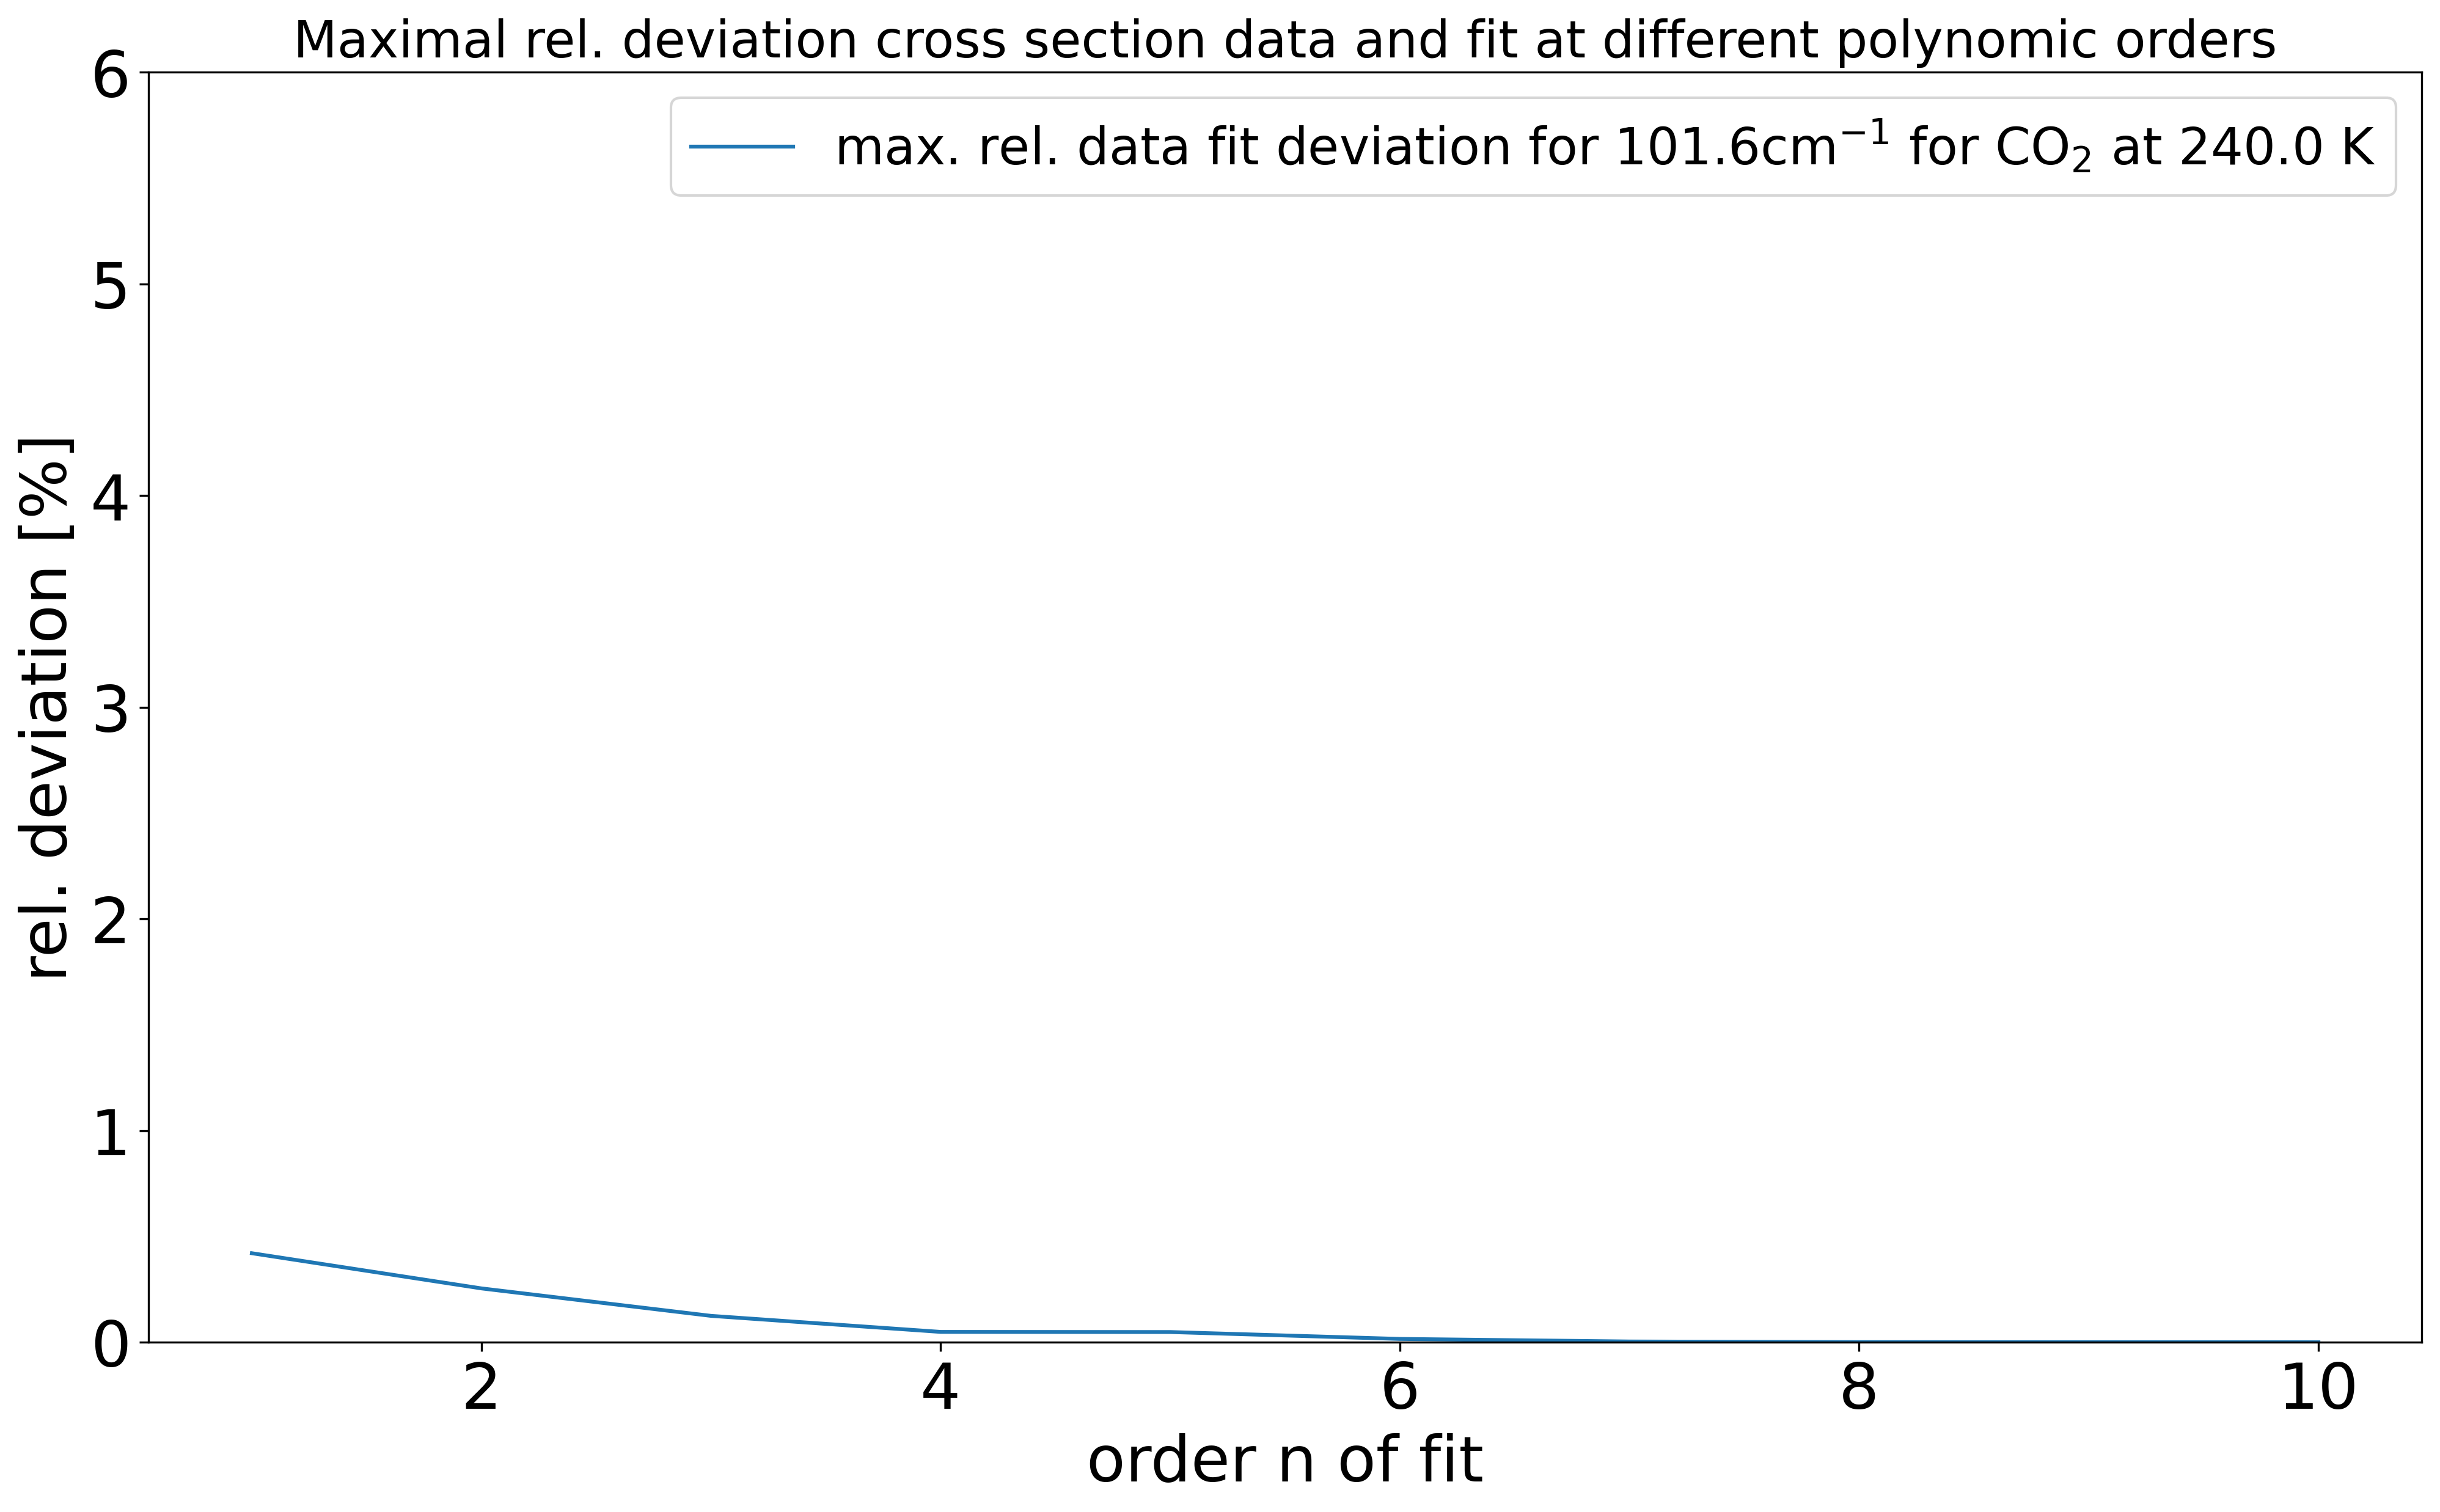 Maximal rel. deviation cross section data and fit at different polynomic orders
max. rel. data fit deviation for 101.6cm⁻¹ for CO₂ at 240.0 K
rel. deviation [%]
6
5
4
3
2
1
0
2 4 6 8 10
order n of fit